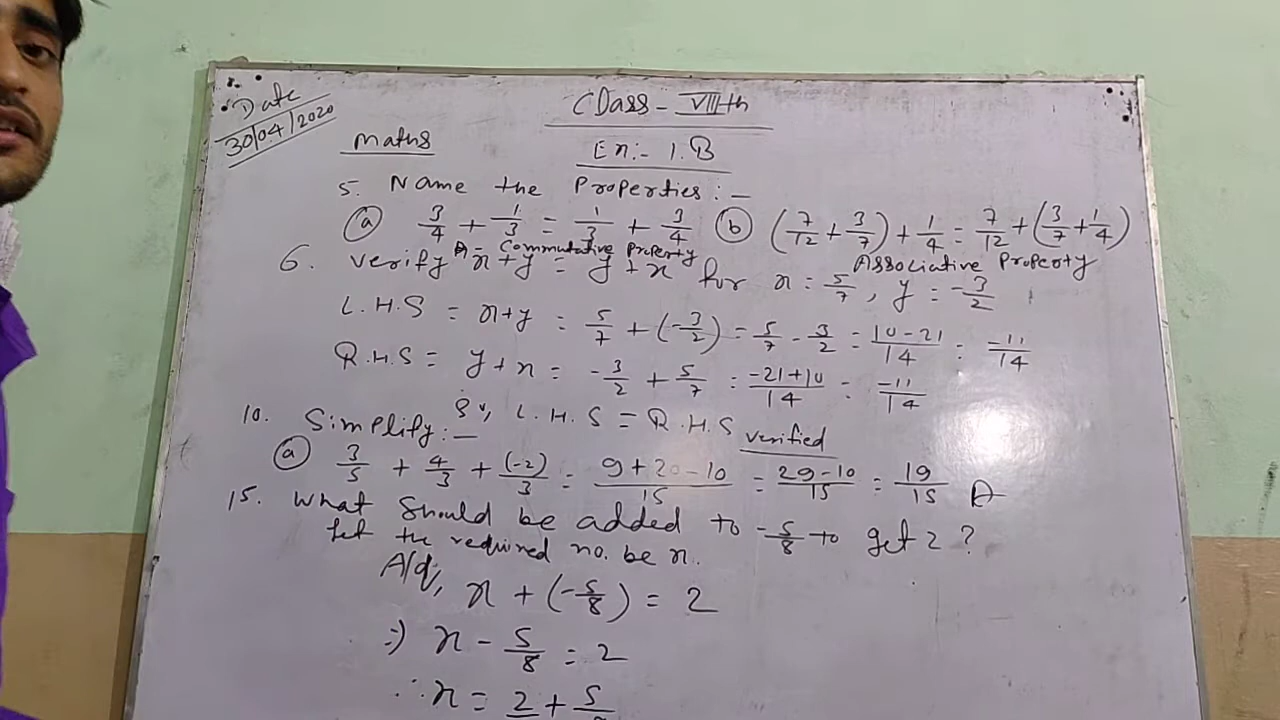 Date
30/04/2020
Class - VIIIth
Maths
Ex:- 1.B
5. Name the Properties :-
(a) 3/4 + 1/3 = 1/3 + 3/4 (b) (7/12 + 3/7) + 1/4 = 7/12 + (3/7 + 1/4)
A = Commutative Property
Associative Property
6. Verify x+y = y+x for x = 5/7, y = -3/2
L.H.S = x+y = 5/7 + (-3/2) = 5/7 - 3/2 = 10-21/14 = -11/14
R.H.S = y+x = -3/2 + 5/7 = -21+10/14 = -11/14
So, L.H.S = R.H.S verified
10. Simplify :-
(a) 3/5 + 4/3 + (-2)/3 = 9+20-10/15 = 29-10/15 = 19/15 A
15. What should be added to -5/8 to get 2?
Let the required no. be x.
A/q, x + (-5/8) = 2
=> x - 5/8 = 2
∴ x = 2 + 5